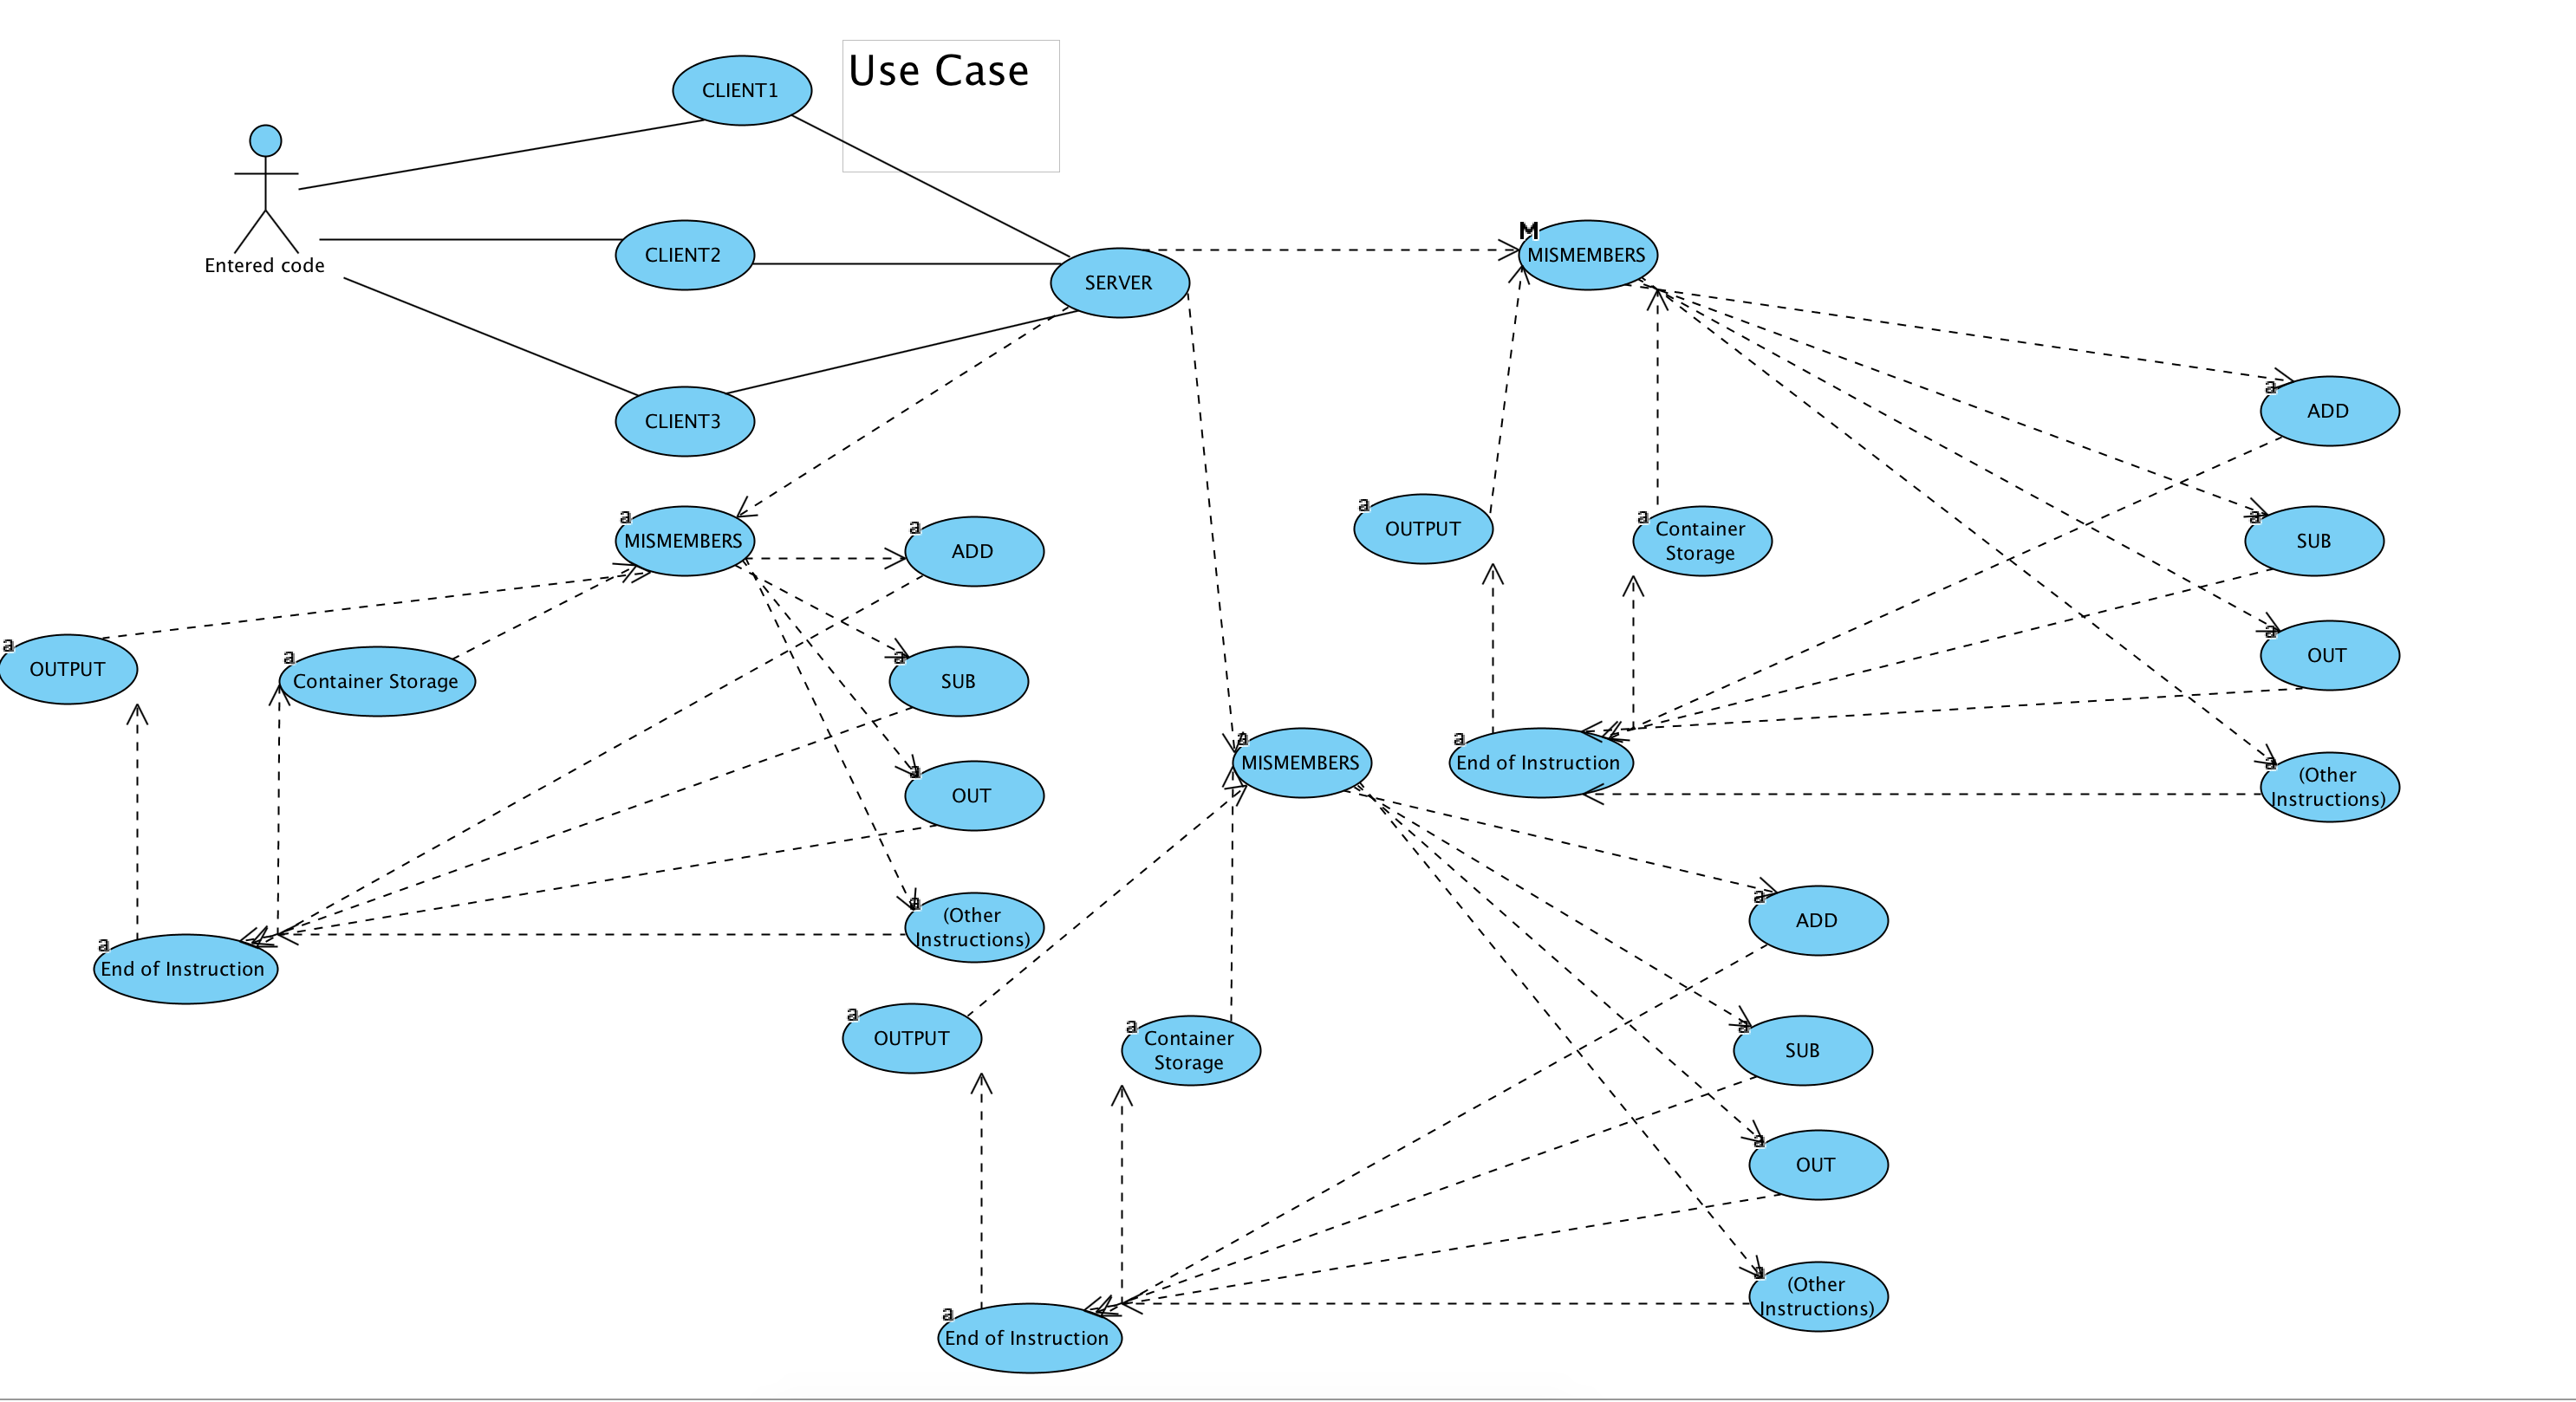 Use Case
CLIENT1
Entered code
CLIENT2
SERVER
CLIENT3
M
MISMEMBERS
a
ADD
a
OUTPUT
a
Container
Storage
a
SUB
a
OUT
a
End of Instruction
a
(Other
Instructions)
a
MISMEMBERS
a
ADD
a
OUTPUT
a
Container Storage
a
SUB
a
OUT
a
(Other
Instructions)
a
End of Instruction
a
MISMEMBERS
a
ADD
a
OUTPUT
a
Container
Storage
a
SUB
a
OUT
a
(Other
Instructions)
a
End of Instruction